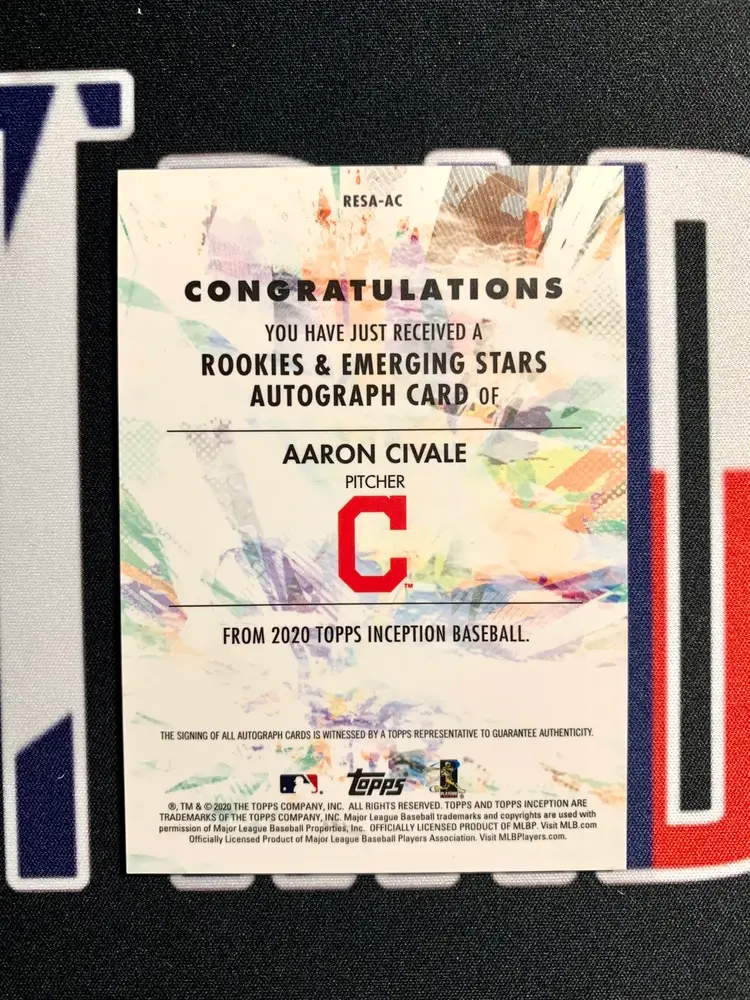 RESA-AC
CONGRATULATIONS
YOU HAVE JUST RECEIVED A
ROOKIES & EMERGING STARS
AUTOGRAPH CARD OF
AARON CIVALE
PITCHER
C
™
FROM 2020 TOPPS INCEPTION BASEBALL.
THE SIGNING OF ALL AUTOGRAPH CARDS IS WITNESSED BY A TOPPS REPRESENTATIVE TO GUARANTEE AUTHENTICITY.
topps
®, TM & © 2020 THE TOPPS COMPANY, INC. ALL RIGHTS RESERVED. TOPPS AND TOPPS INCEPTION ARE
TRADEMARKS OF THE TOPPS COMPANY, INC. Major League Baseball trademarks and copyrights are used with
permission of Major League Baseball Properties, Inc. OFFICIALLY LICENSED PRODUCT OF MLBP. Visit MLB.com
Officially Licensed Product of Major League Baseball Players Association. Visit MLBPlayers.com.